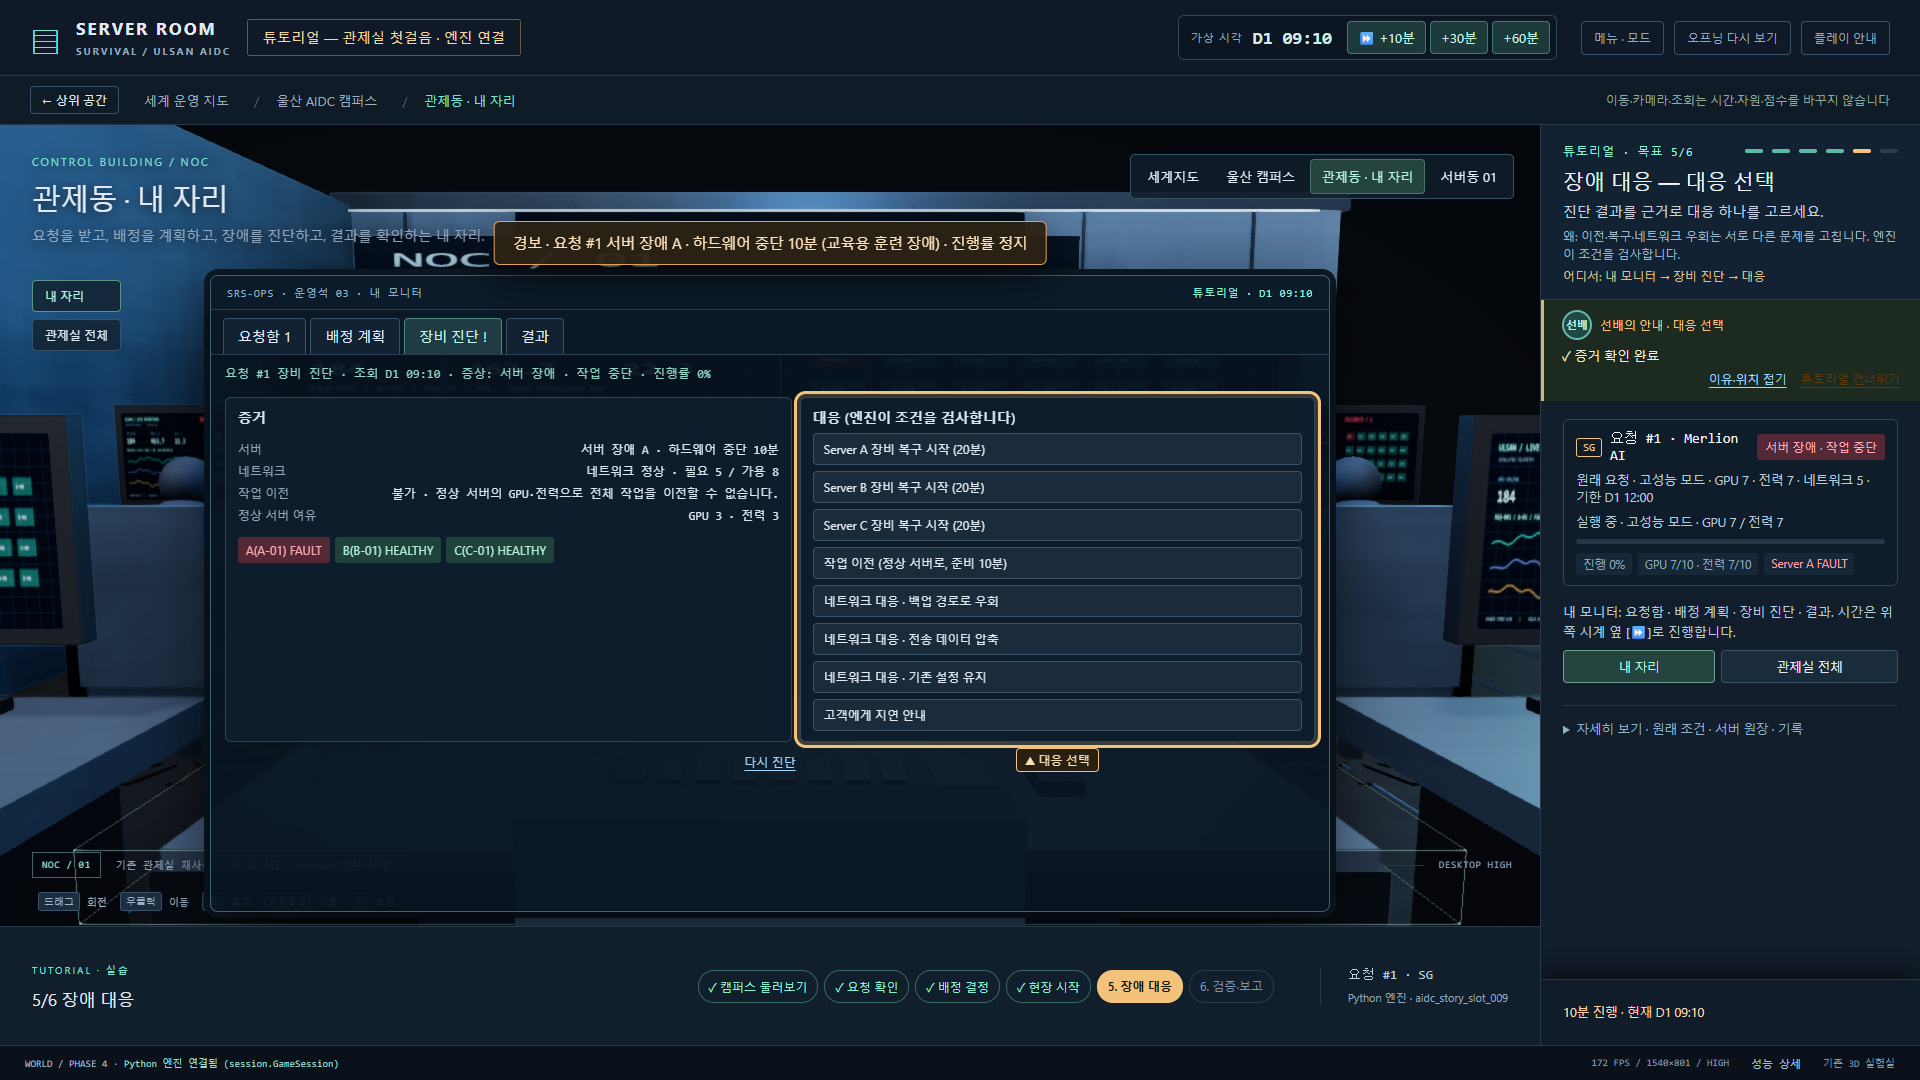 SERVER ROOM
SURVIVAL / ULSAN AIDC
튜토리얼 — 관제실 첫걸음 · 엔진 연결
가상 시각 D1 09:10 ⏩ +10분 +30분 +60분
메뉴 · 모드 오프닝 다시 보기 플레이 안내
← 상위 공간 세계 운영 지도 / 울산 AIDC 캠퍼스 / 관제동 · 내 자리
이동·카메라·조회는 시간·자원·점수를 바꾸지 않습니다
CONTROL BUILDING / NOC
관제동 · 내 자리
요청을 받고, 배정을 계획하고, 장애를 진단하고, 결과를 확인하는 내 자리.
세계지도 울산 캠퍼스 관제동 · 내 자리 서버동 01
경보 · 요청 #1 서버 장애 A · 하드웨어 중단 10분 (교육용 훈련 장애) · 진행률 정지
NOC / 01
내 자리
관제실 전체
SRS-OPS · 운영석 03 · 내 모니터
튜토리얼 · D1 09:10
요청함 1 배정 계획 장비 진단 ! 결과
요청 #1 장비 진단 · 조회 D1 09:10 · 증상: 서버 장애 · 작업 중단 · 진행률 0%
증거
서버 서버 장애 A · 하드웨어 중단 10분
네트워크 네트워크 정상 · 필요 5 / 가용 8
작업 이전 불가 · 정상 서버의 GPU·전력으로 전체 작업을 이전할 수 없습니다.
정상 서버 여유 GPU 3 · 전력 3
A(A-01) FAULT B(B-01) HEALTHY C(C-01) HEALTHY
대응 (엔진이 조건을 검사합니다)
Server A 장비 복구 시작 (20분)
Server B 장비 복구 시작 (20분)
Server C 장비 복구 시작 (20분)
작업 이전 (정상 서버로, 준비 10분)
네트워크 대응 · 백업 경로로 우회
네트워크 대응 · 전송 데이터 압축
네트워크 대응 · 기존 설정 유지
고객에게 지연 안내
다시 진단
▲ 대응 선택
184
ULSAN / LIVE
184
NOC / 01 기존 관제실
DESKTOP HIGH
드래그 회전 우클릭 이동
튜토리얼 · 목표 5/6
장애 대응 — 대응 선택
진단 결과를 근거로 대응 하나를 고르세요.
왜: 이전·복구·네트워크 우회는 서로 다른 문제를 고칩니다. 엔진
이 조건을 검사합니다.
어디서: 내 모니터 → 장비 진단 → 대응
선배 선배의 안내 · 대응 선택
✓ 증거 확인 완료
이유·위치 접기 튜토리얼 건너뛰기
SG 요청 #1 · Merlion
AI
서버 장애 · 작업 중단
원래 요청 · 고성능 모드 · GPU 7 · 전력 7 · 네트워크 5 ·
기한 D1 12:00
실행 중 · 고성능 모드 · GPU 7 / 전력 7
진행 0% GPU 7/10 · 전력 7/10 Server A FAULT
내 모니터: 요청함 · 배정 계획 · 장비 진단 · 결과. 시간은 위
쪽 시계 옆 [⏩]로 진행합니다.
내 자리 관제실 전체
▶ 자세히 보기 · 원래 조건 · 서버 원장 · 기록
10분 진행 · 현재 D1 09:10
TUTORIAL · 실습
5/6 장애 대응
✓ 캠퍼스 둘러보기 ✓ 요청 확인 ✓ 배정 결정 ✓ 현장 시작 5. 장애 대응 6. 검증·보고
요청 #1 · SG
Python 엔진 · aidc_story_slot_009
WORLD / PHASE 4 · Python 엔진 연결됨 (session.GameSession)
172 FPS / 1540×801 / HIGH 성능 상세 기존 3D 실험실